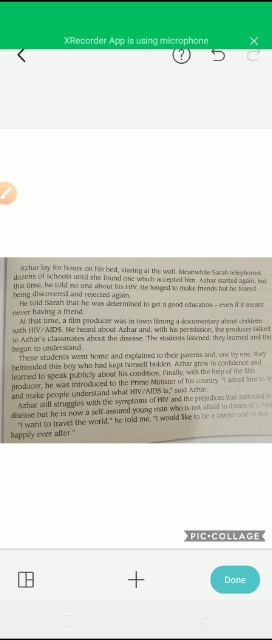 XRecorder App is using microphone
Azhar lay for hours on his bed, staring at the wall. Meanwhile Sarah telephoned
dozens of schools until she found one which accepted him. Azhar started again, but
this time, he told no one about his HIV. He longed to make friends but he feared
being discovered and rejected again.
He told Sarah that he was determined to get a good education – even if it meant
never having a friend.
At that time, a film producer was in town filming a documentary about children
with HIV/AIDS. He heard about Azhar and, with his permission, the producer talked
to Azhar's classmates about the disease. The students listened; they learned and the
began to understand.
These students went home and explained to their parents and, one by one, they
befriended this boy who had kept himself hidden. Azhar grew in confidence and
learned to speak publicly about his condition. Finally, with the help of the film
producer, he was introduced to the Prime Minister of his country. "I asked him to try
and make people understand what HIV/AIDS is," said Azhar.
Azhar still struggles with the symptoms of HIV and the prejudices that surround
disease but he is now a self-assured young man who is not afraid to dream of a
"I want to travel the world," he told me. "I would like to be a lawyer and to live
happily ever after."
PIC•COLLAGE
Done